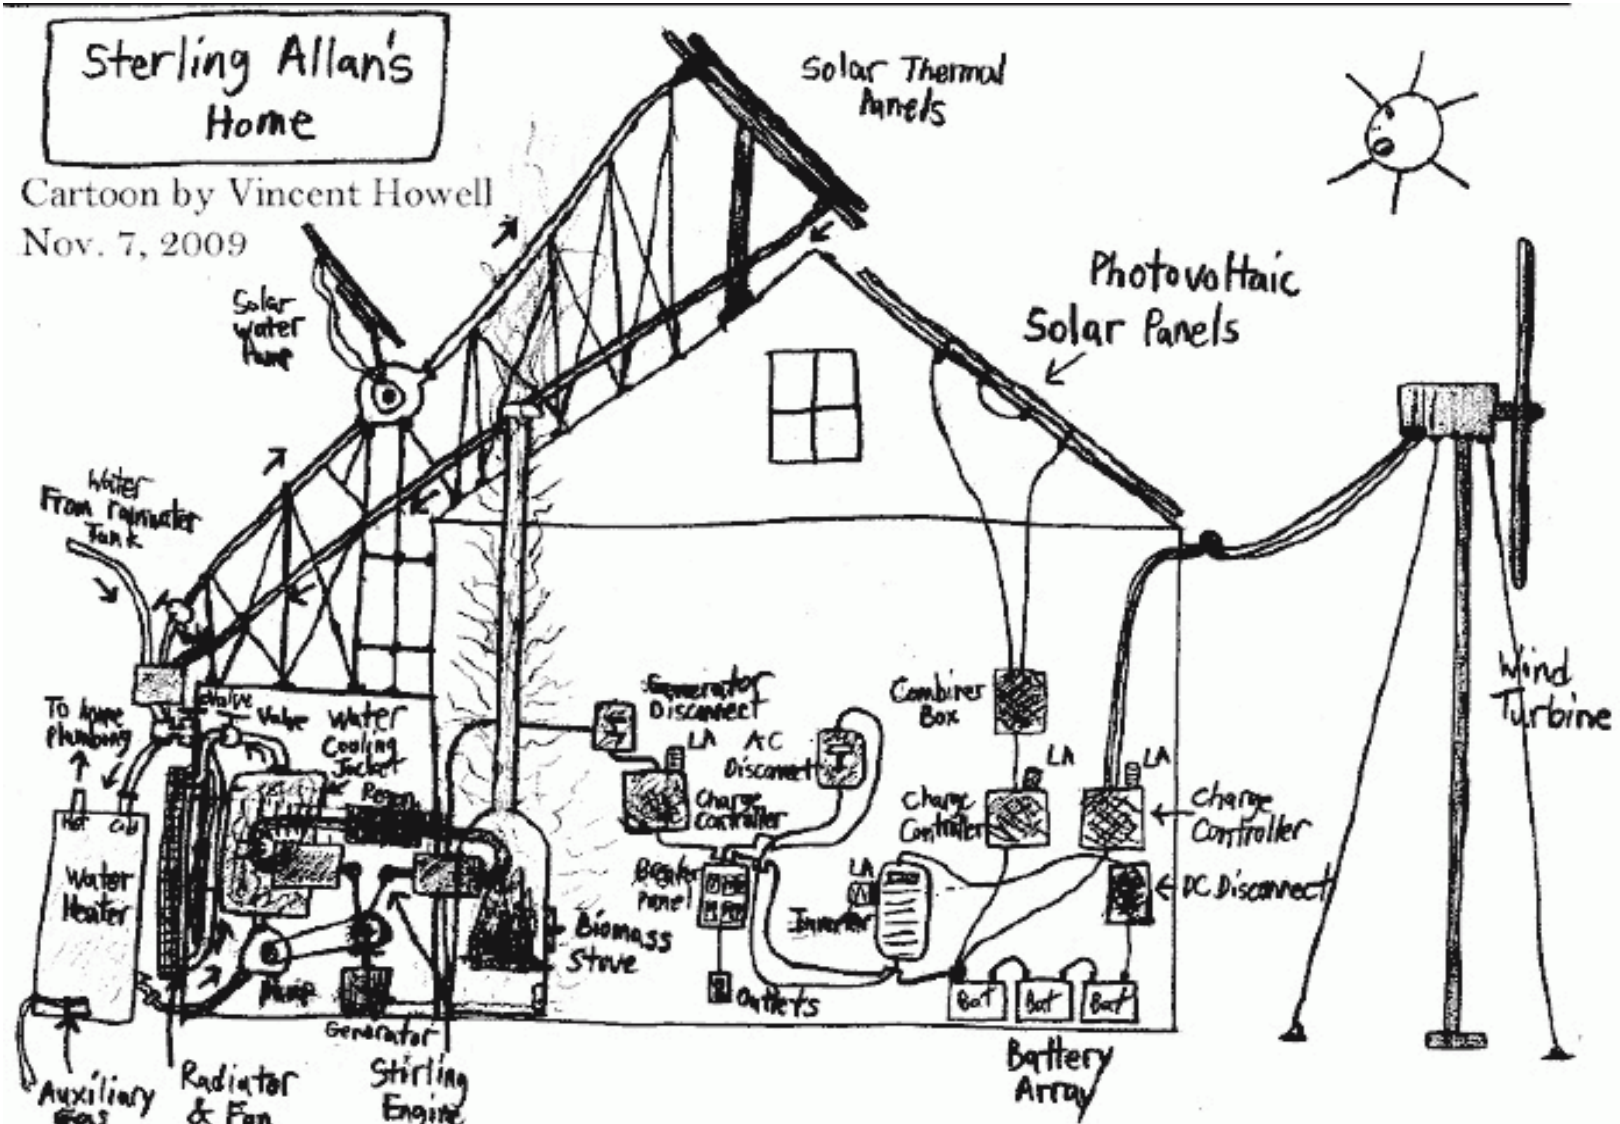 Sterling Allan's
Home
Cartoon by Vincent Howell
Nov. 7, 2009
Solar Thermal
Panels
Solar
Water
Pump
Photovoltaic
Solar Panels
Water
From rainwater
Tank
Wind
Turbine
To home
Plumbing
Valve
Valve
Water
Cooling
Jacket
Regen.
Hot
Cold
Water
Heater
Generator
Disconnect
LA
AC
Disconnect
Charge
Controller
Breaker
Panel
LA
Inverter
Outlets
Combiner
Box
LA
Charge
Controller
LA
Charge
Controller
DC Disconnect
Bat
Bat
Bat
Battery
Array
Biomass
Stove
Pump
Generator
Stirling
Engine
Radiator
& Fan
Auxiliary
Gas